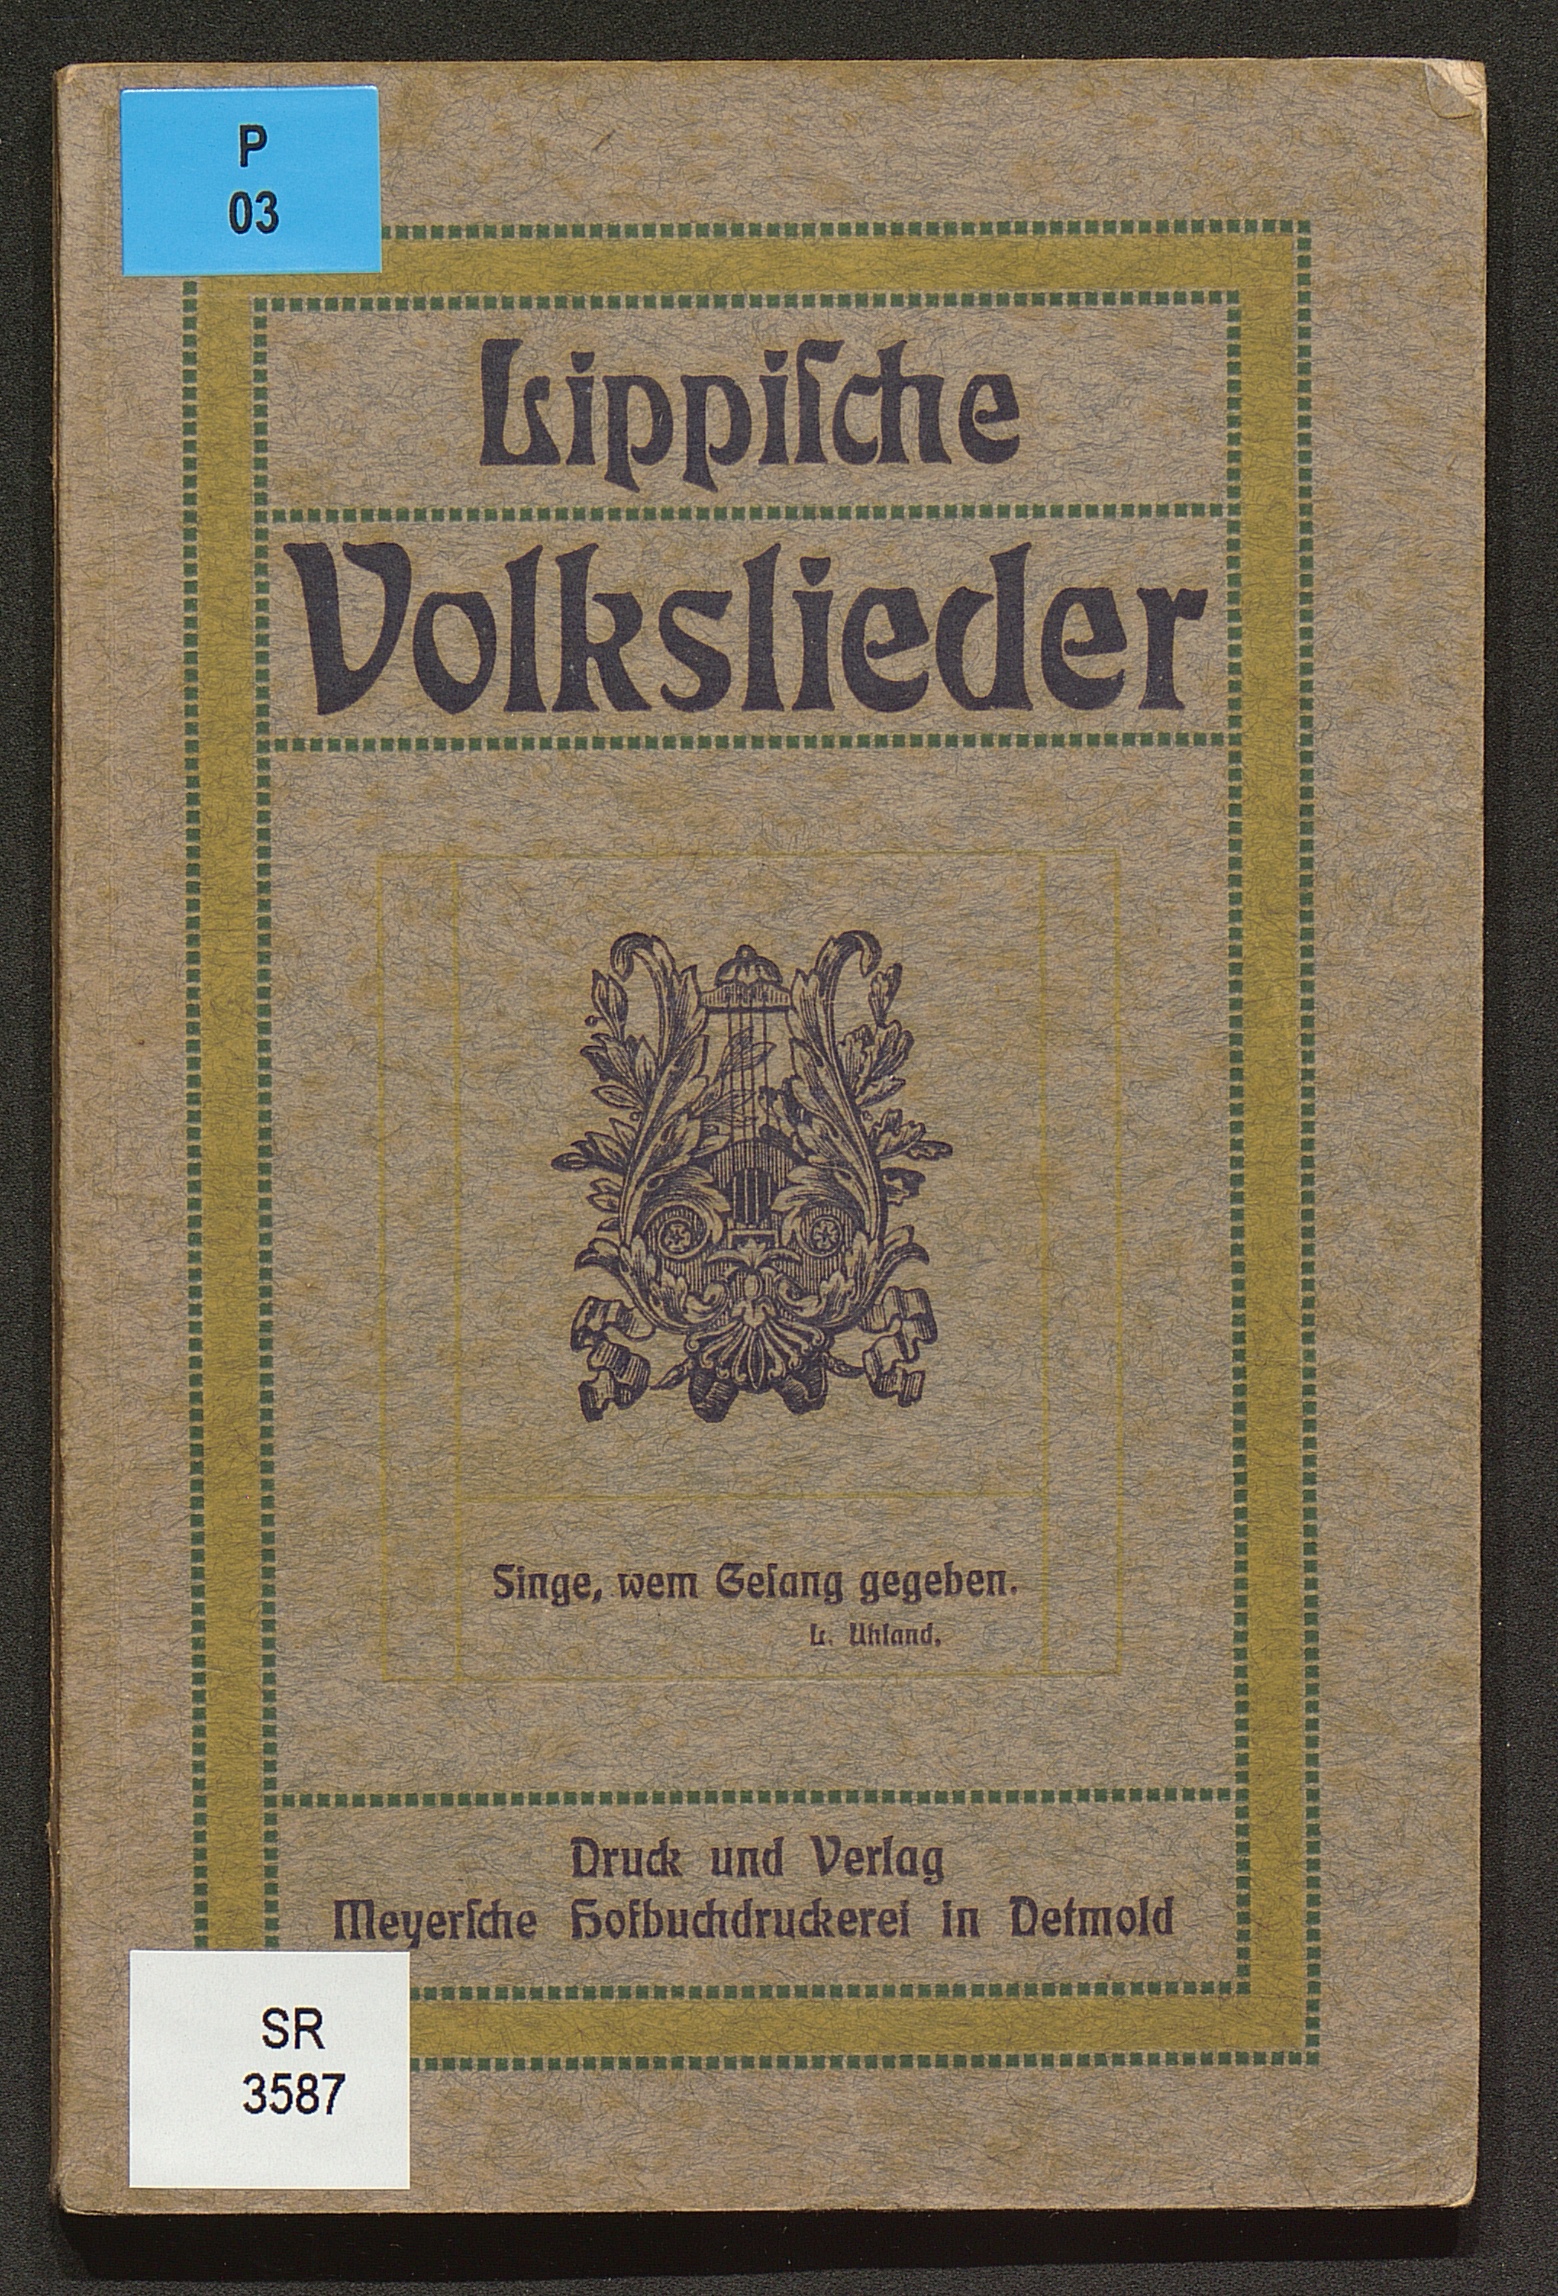 P
03
Lippiſche
Volkslieder
Singe, wem Geſang gegeben.
L. Uhland.
Druck und Verlag
Meyerſche Hofbuchdruckerei in Detmold
SR
3587